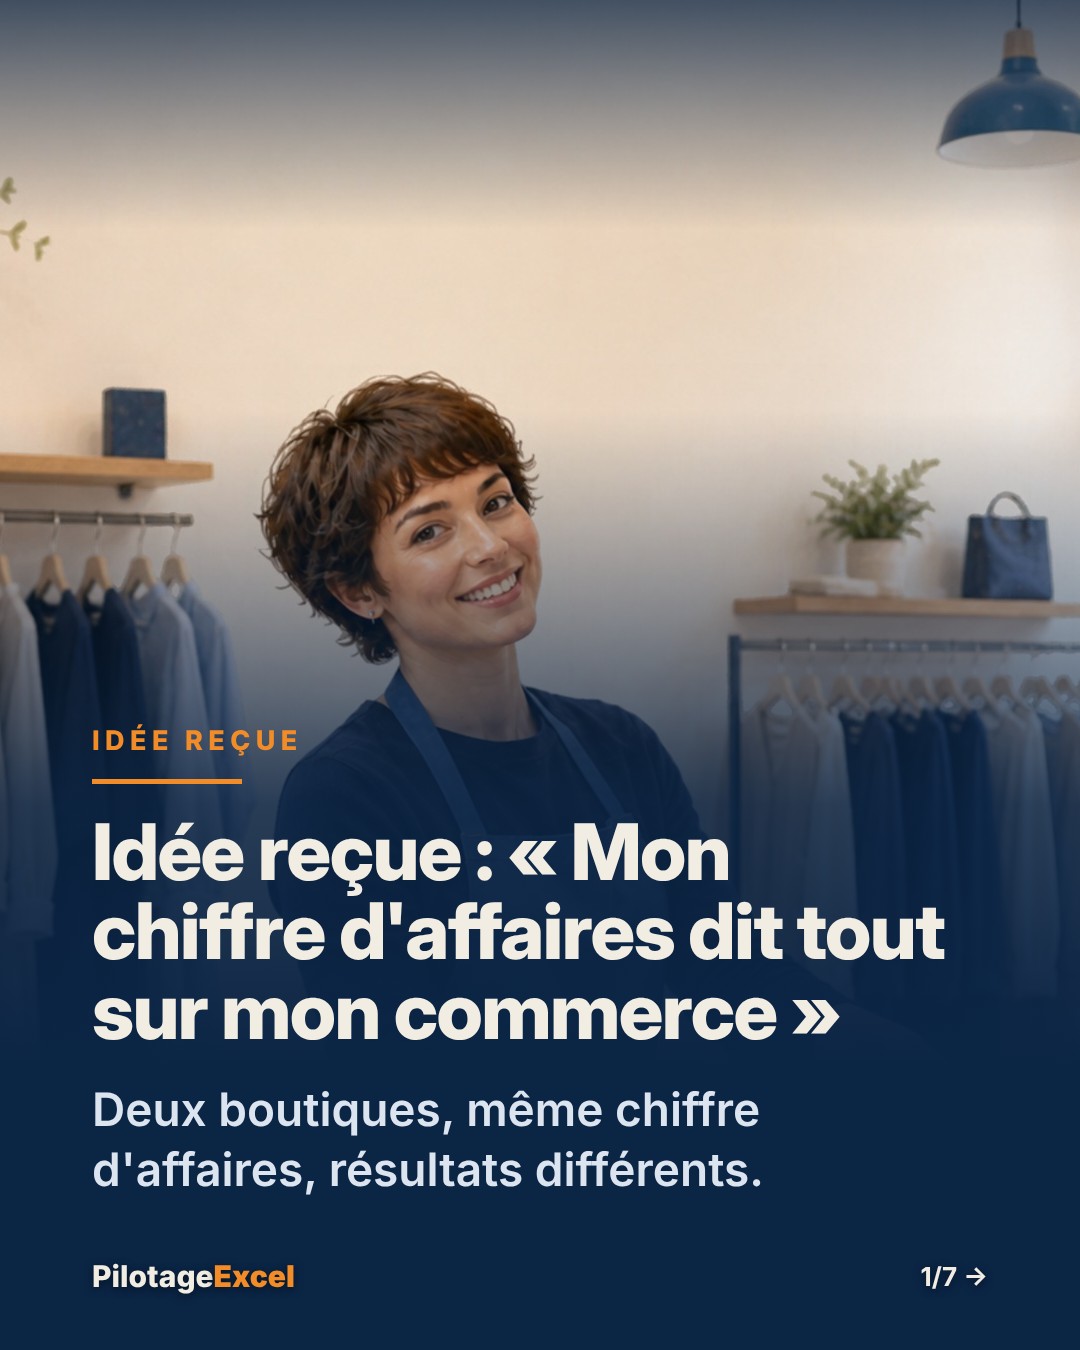 IDÉE REÇUE
Idée reçue : « Mon
chiffre d'affaires dit tout
sur mon commerce »
Deux boutiques, même chiffre
d'affaires, résultats différents.
PilotageExcel
1/7 →